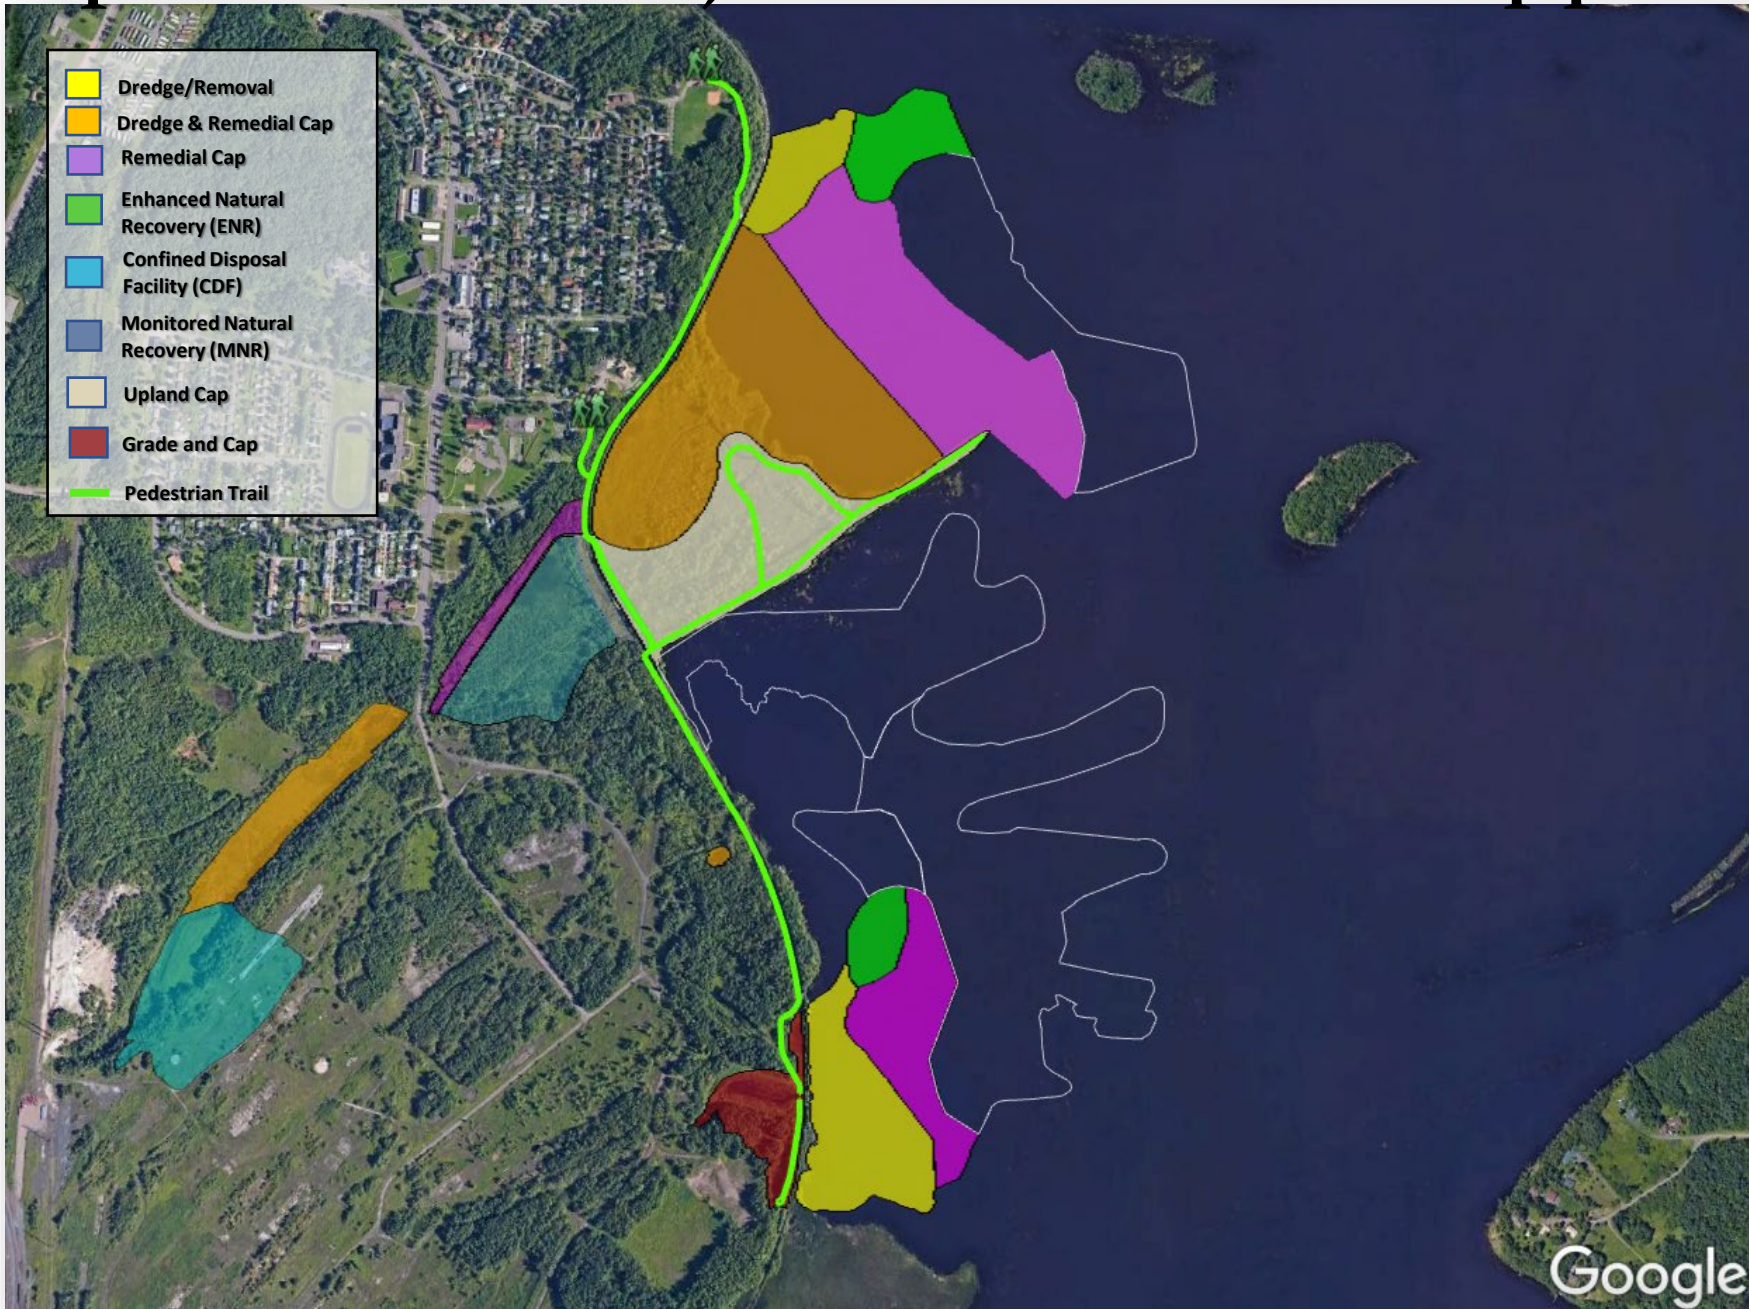 Dredge/Removal
Dredge & Remedial Cap
Remedial Cap
Enhanced Natural
Recovery (ENR)
Confined Disposal
Facility (CDF)
Monitored Natural
Recovery (MNR)
Upland Cap
Grade and Cap
Pedestrian Trail
Google